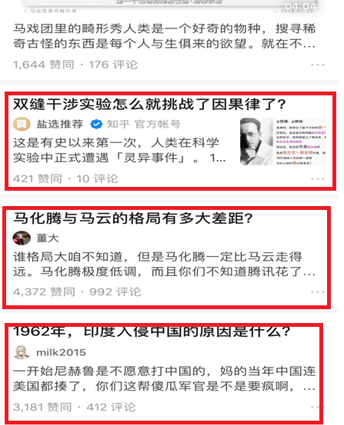 04:04
马戏团里的畸形秀人类是一个好奇的物种，搜寻稀
奇古怪的东西是每个人与生俱来的欲望。就在不...
1,644 赞同 · 176 评论
双缝干涉实验怎么就挑战了因果律了?
盐选推荐 知乎 官方帐号
这是有史以来第一次，人类在科学
实验中正式遭遇「灵异事件」。 1...
421 赞同 · 10 评论
马化腾与马云的格局有多大差距?
董大
谁格局大咱不知道，但是马化腾一定比马云走得
远。马化腾极度低调，而且你们不知道腾讯花了...
4,372 赞同 · 992 评论
1962年，印度入侵中国的原因是什么?
milk2015
一开始尼赫鲁是不愿意打中国的，妈的当年中国连
美国都揍了，你们这帮傻瓜军官是不是要疯啊，...
3,181 赞同 · 412 评论